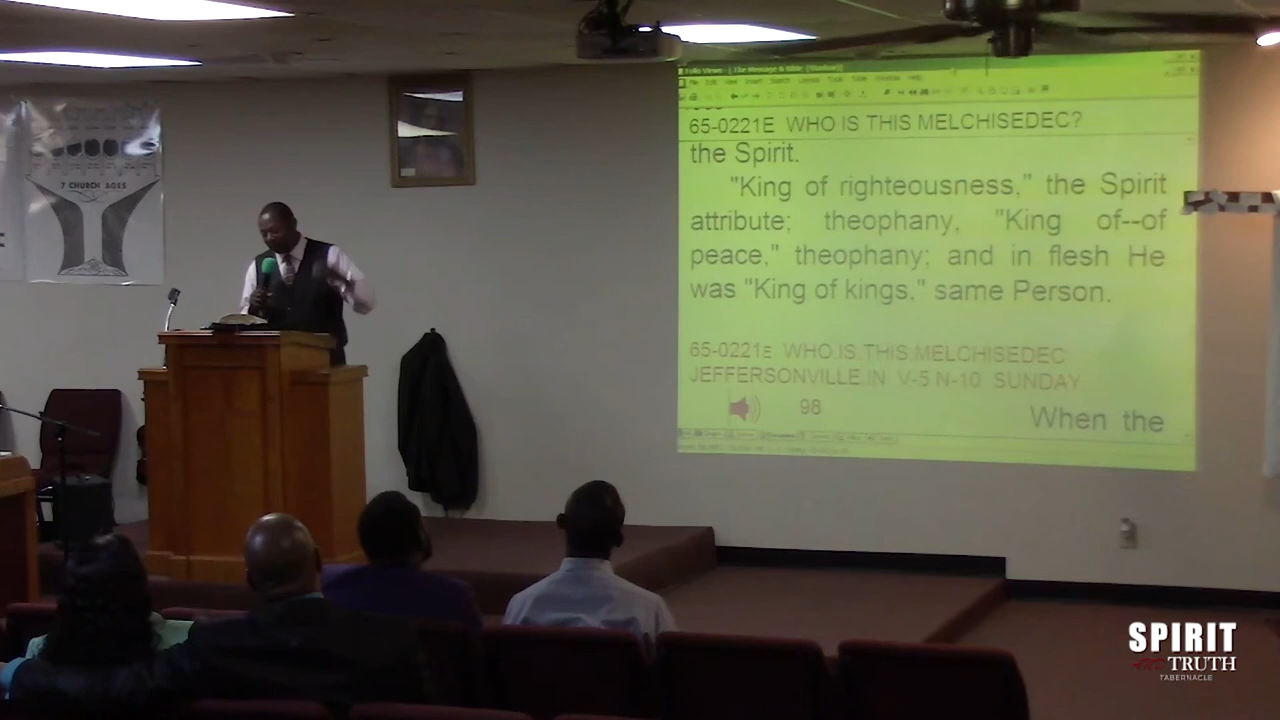 7 CHURCH AGES
65-0221E WHO IS THIS MELCHISEDEC?
the Spirit.
"King of righteousness," the Spirit
attribute; theophany, "King of--of
peace," theophany; and in flesh He
was "King of kings," same Person.
65-0221E WHO IS THIS MELCHISEDEC
JEFFERSONVILLE.IN V-5 N-10 SUNDAY
98 When the
SPIRIT
AND TRUTH
TABERNACLE